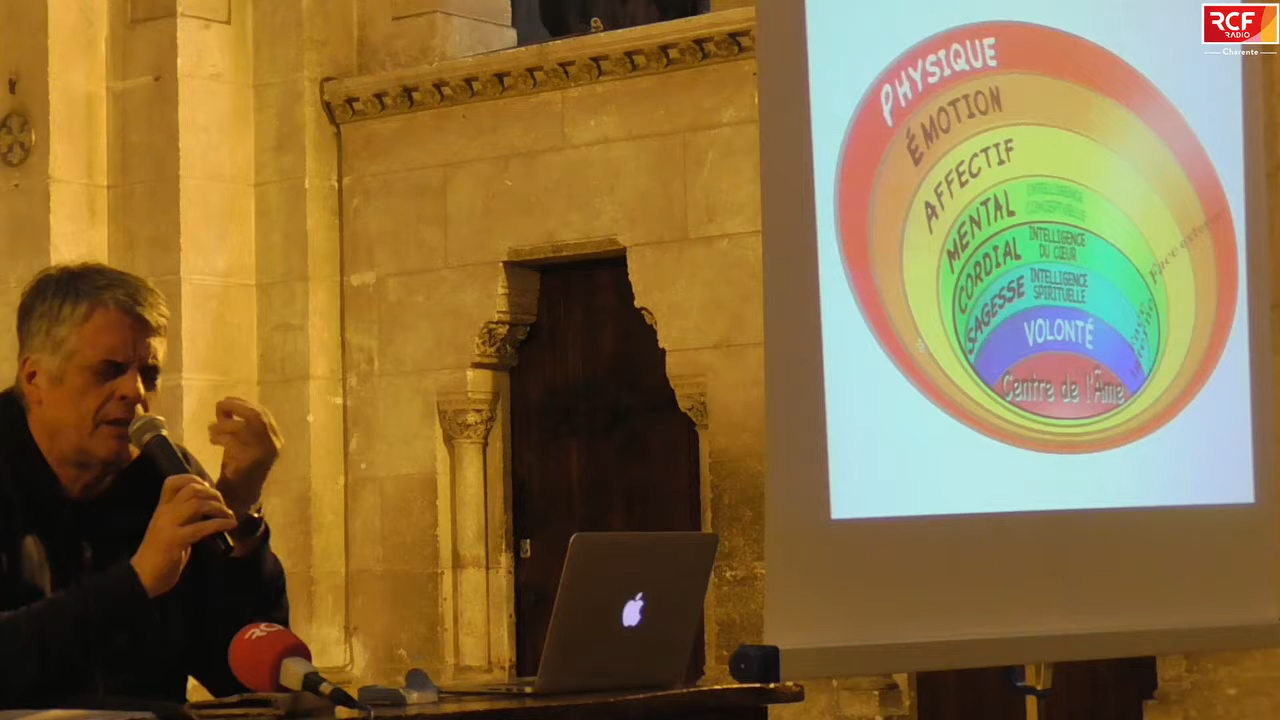 RCF
RADIO
Charente
PHYSIQUE
ÉMOTION
AFFECTIF
MENTAL
INTELLIGENCE
CONCEPTUELLE
CORDIAL
INTELLIGENCE
DU CŒUR
SAGESSE
INTELLIGENCE
SPIRITUELLE
VOLONTÉ
Centre de l'Âme
RCF